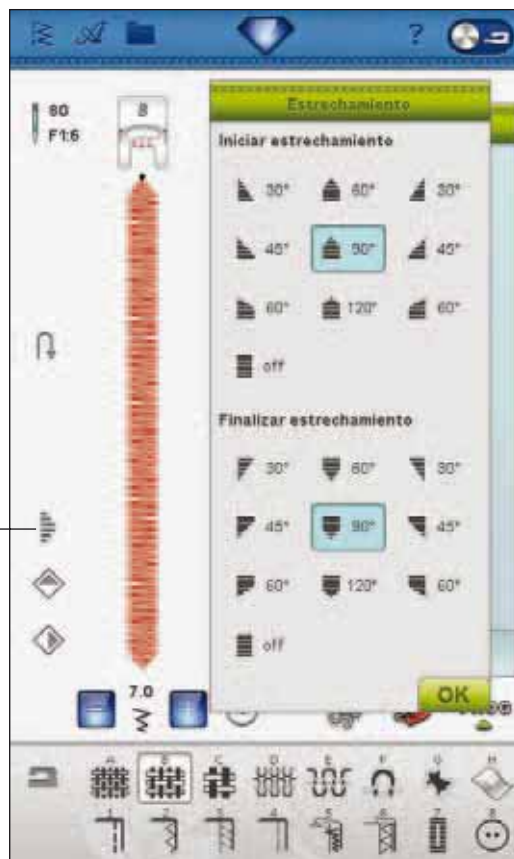 ?
80
F1:6
B
Estrechamiento
Iniciar estrechamiento
30° 60° 30°
45° 90° 45°
60° 120° 60°
off
Finalizar estrechamiento
30° 60° 30°
45° 90° 45°
60° 120° 60°
off
OK
7.0
A B C D E F G H
1 2 3 4 5 6 7 8